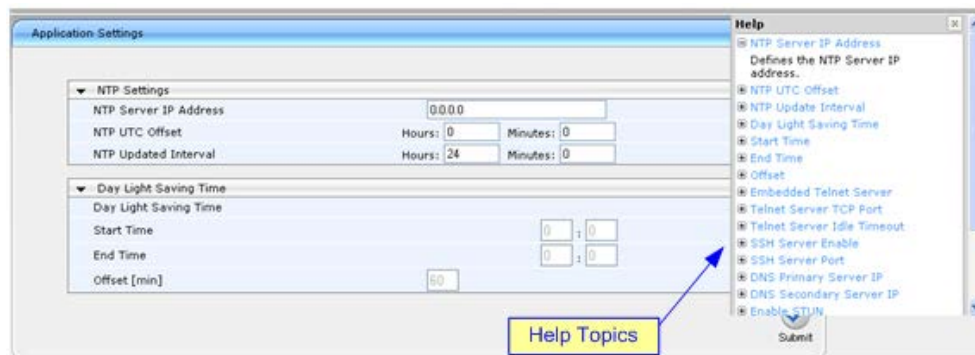 Application Settings
NTP Settings
NTP Server IP Address 0.0.0.0
NTP UTC Offset Hours: 0 Minutes: 0
NTP Updated Interval Hours: 24 Minutes: 0
Day Light Saving Time
Day Light Saving Time
Start Time 0 : 0
End Time 0 : 0
Offset [min] 60
Help
NTP Server IP Address
Defines the NTP Server IP
address.
NTP UTC Offset
NTP Update Interval
Day Light Saving Time
Start Time
End Time
Offset
Embedded Telnet Server
Telnet Server TCP Port
Telnet Server Idle Timeout
SSH Server Enable
SSH Server Port
DNS Primary Server IP
DNS Secondary Server IP
Enable STUN
Help Topics
Submit